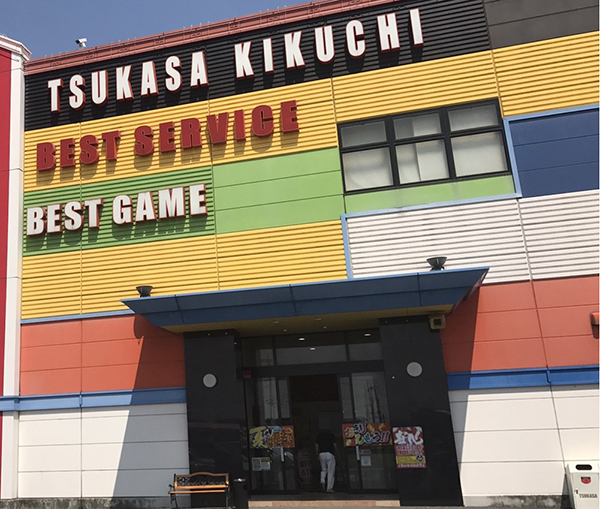 TSUKASA KIKUCHI
BEST SERVICE
BEST GAME
TSUKASA